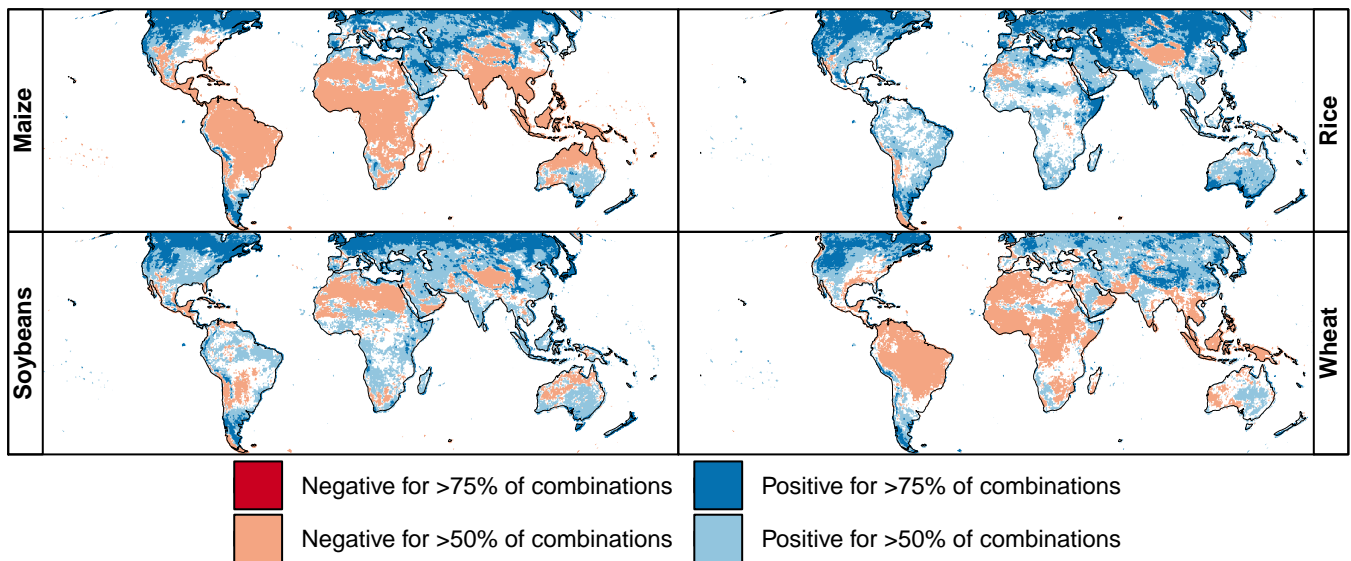 Maize
Rice
Soybeans
Wheat
Negative for >75% of combinations
Positive for >75% of combinations
Negative for >50% of combinations
Positive for >50% of combinations